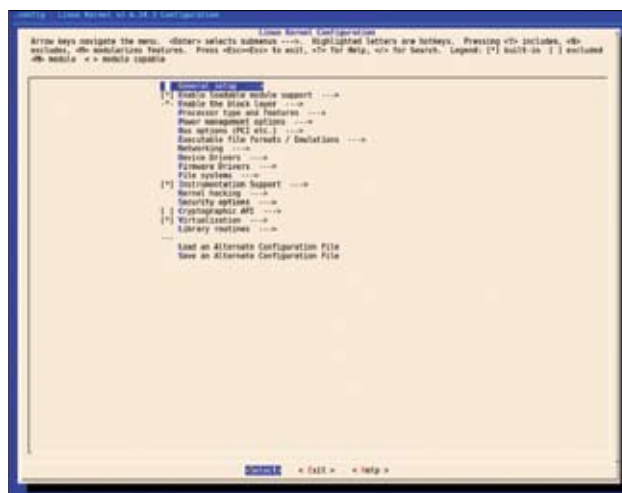 .config - Linux Kernel v2.6.24.3 Configuration
Linux Kernel Configuration
Arrow keys navigate the menu. <Enter> selects submenus --->. Highlighted letters are hotkeys. Pressing <Y> includes, <N>
excludes, <M> modularizes features. Press <Esc><Esc> to exit, <?> for Help, </> for Search. Legend: [*] built-in [ ] excluded
<M> module < > module capable
General setup --->
[*] Enable loadable module support --->
-*- Enable the block layer --->
Processor type and features --->
Power management options --->
Bus options (PCI etc.) --->
Executable file formats / Emulations --->
Networking --->
Device Drivers --->
Firmware Drivers --->
File systems --->
[*] Instrumentation Support --->
Kernel hacking --->
Security options --->
[ ] Cryptographic API --->
[*] Virtualization --->
Library routines --->
---
Load an Alternate Configuration File
Save an Alternate Configuration File
<Select> < Exit > < Help >